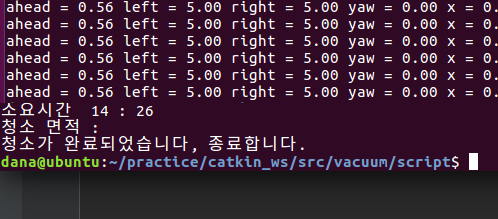 ahead = 0.56 left = 5.00 right = 5.00 yaw = 0.00 x = 0.
ahead = 0.56 left = 5.00 right = 5.00 yaw = 0.00 x = 0.
ahead = 0.56 left = 5.00 right = 5.00 yaw = 0.00 x = 0.
ahead = 0.56 left = 5.00 right = 5.00 yaw = 0.00 x = 0.
ahead = 0.56 left = 5.00 right = 5.00 yaw = 0.00 x = 0.
ahead = 0.56 left = 5.00 right = 5.00 yaw = 0.00 x = 0.
소요시간  14 : 26
청소 면적 :
청소가 완료되었습니다, 종료합니다.
dana@ubuntu:~/practice/catkin_ws/src/vacuum/script$